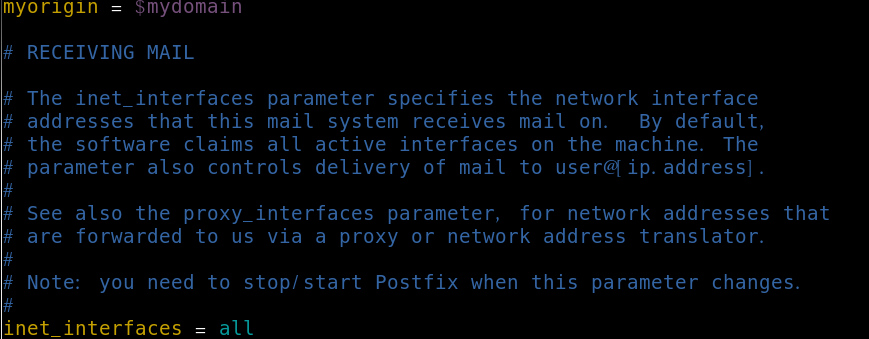 myorigin = $mydomain
# RECEIVING MAIL
# The inet_interfaces parameter specifies the network interface
# addresses that this mail system receives mail on.  By default,
# the software claims all active interfaces on the machine. The
# parameter also controls delivery of mail to user@[ip.address].
#
# See also the proxy_interfaces parameter, for network addresses that
# are forwarded to us via a proxy or network address translator.
#
# Note: you need to stop/start Postfix when this parameter changes.
#
inet_interfaces = all